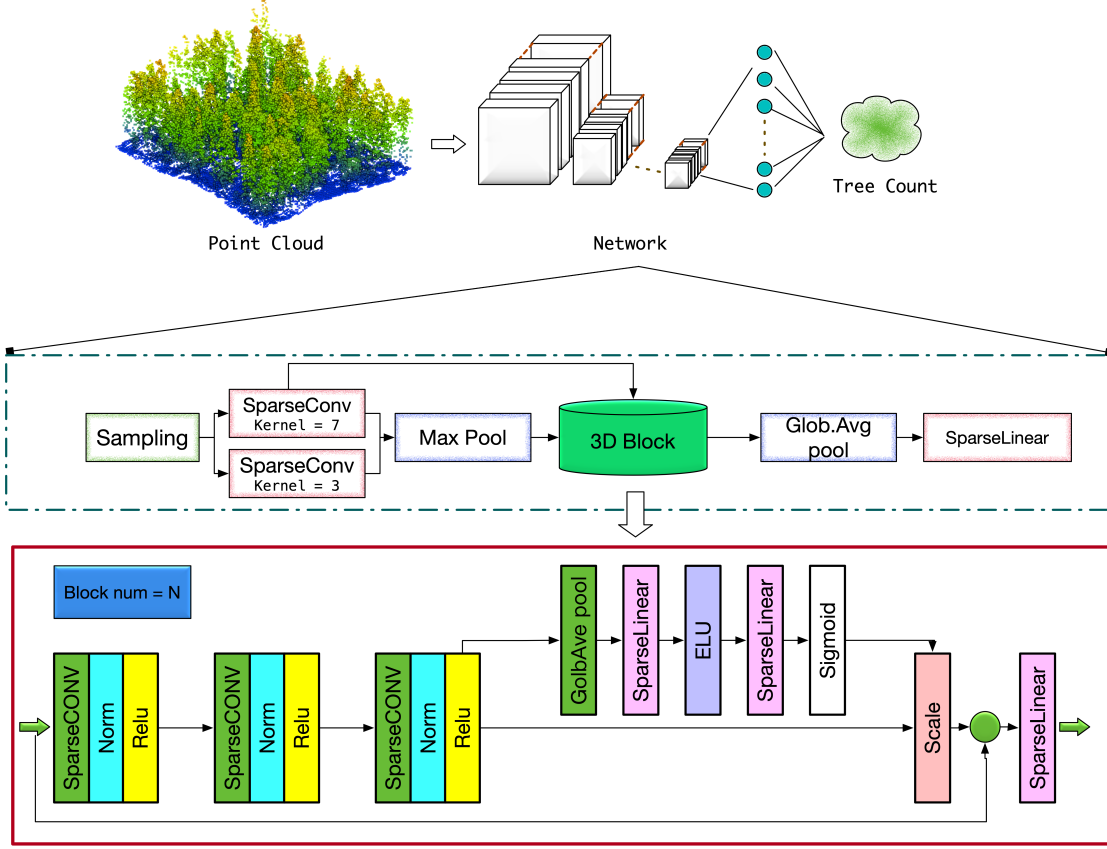 Point Cloud
Network
Tree Count
Sampling
SparseConv
Kernel = 7
SparseConv
Kernel = 3
Max Pool
3D Block
Glob.Avg
pool
SparseLinear
Block num = N
SparseCONV
Norm
Relu
SparseCONV
Norm
Relu
SparseCONV
Norm
Relu
GolbAve pool
SparseLinear
ELU
SparseLinear
Sigmoid
Scale
SparseLinear